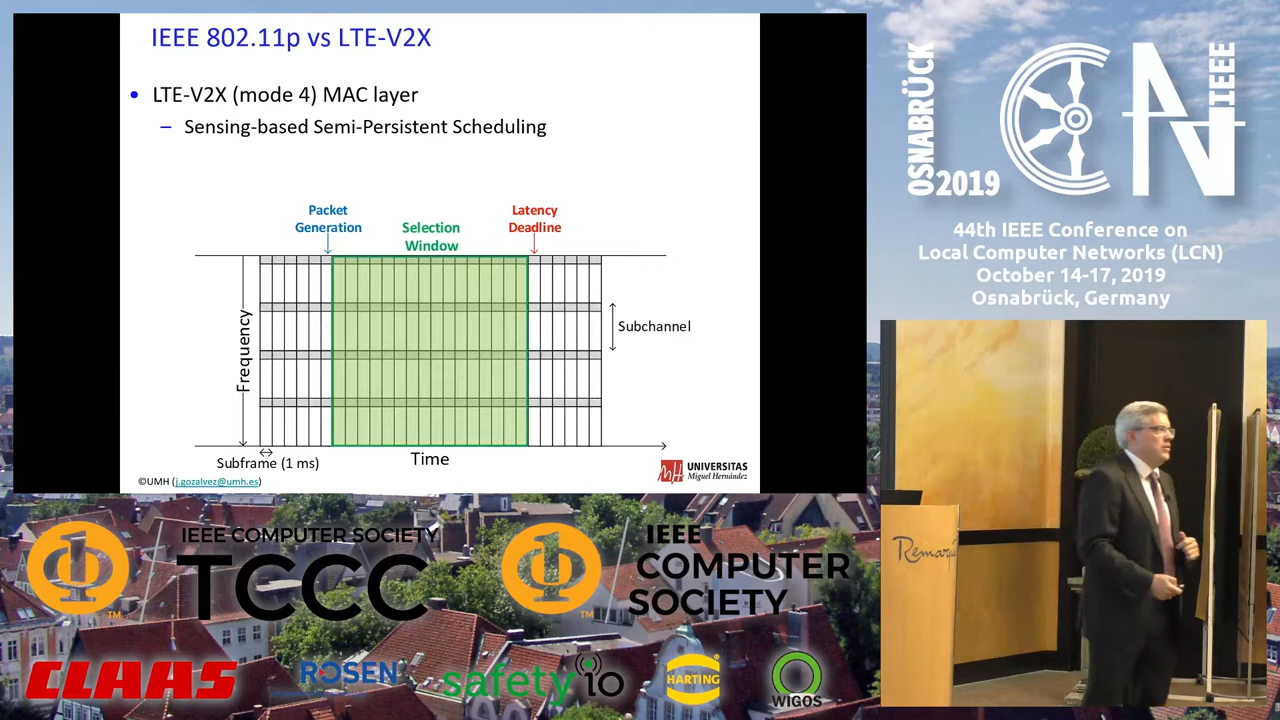 IEEE 802.11p vs LTE-V2X
• LTE-V2X (mode 4) MAC layer
– Sensing-based Semi-Persistent Scheduling
Packet
Generation
Selection
Window
Latency
Deadline
Frequency
Subchannel
Subframe (1 ms)
Time
©UMH (j.gozalvez@umh.es)
UNIVERSITAS
Miguel Hernández
OSNABRÜCK
2019
IEEE
44th IEEE Conference on
Local Computer Networks (LCN)
October 14-17, 2019
Osnabrück, Germany
IEEE COMPUTER SOCIETY
TCCC
TM
IEEE
COMPUTER
SOCIETY
TM
CLAAS
ROSEN
safety io
HARTING
WIGOS